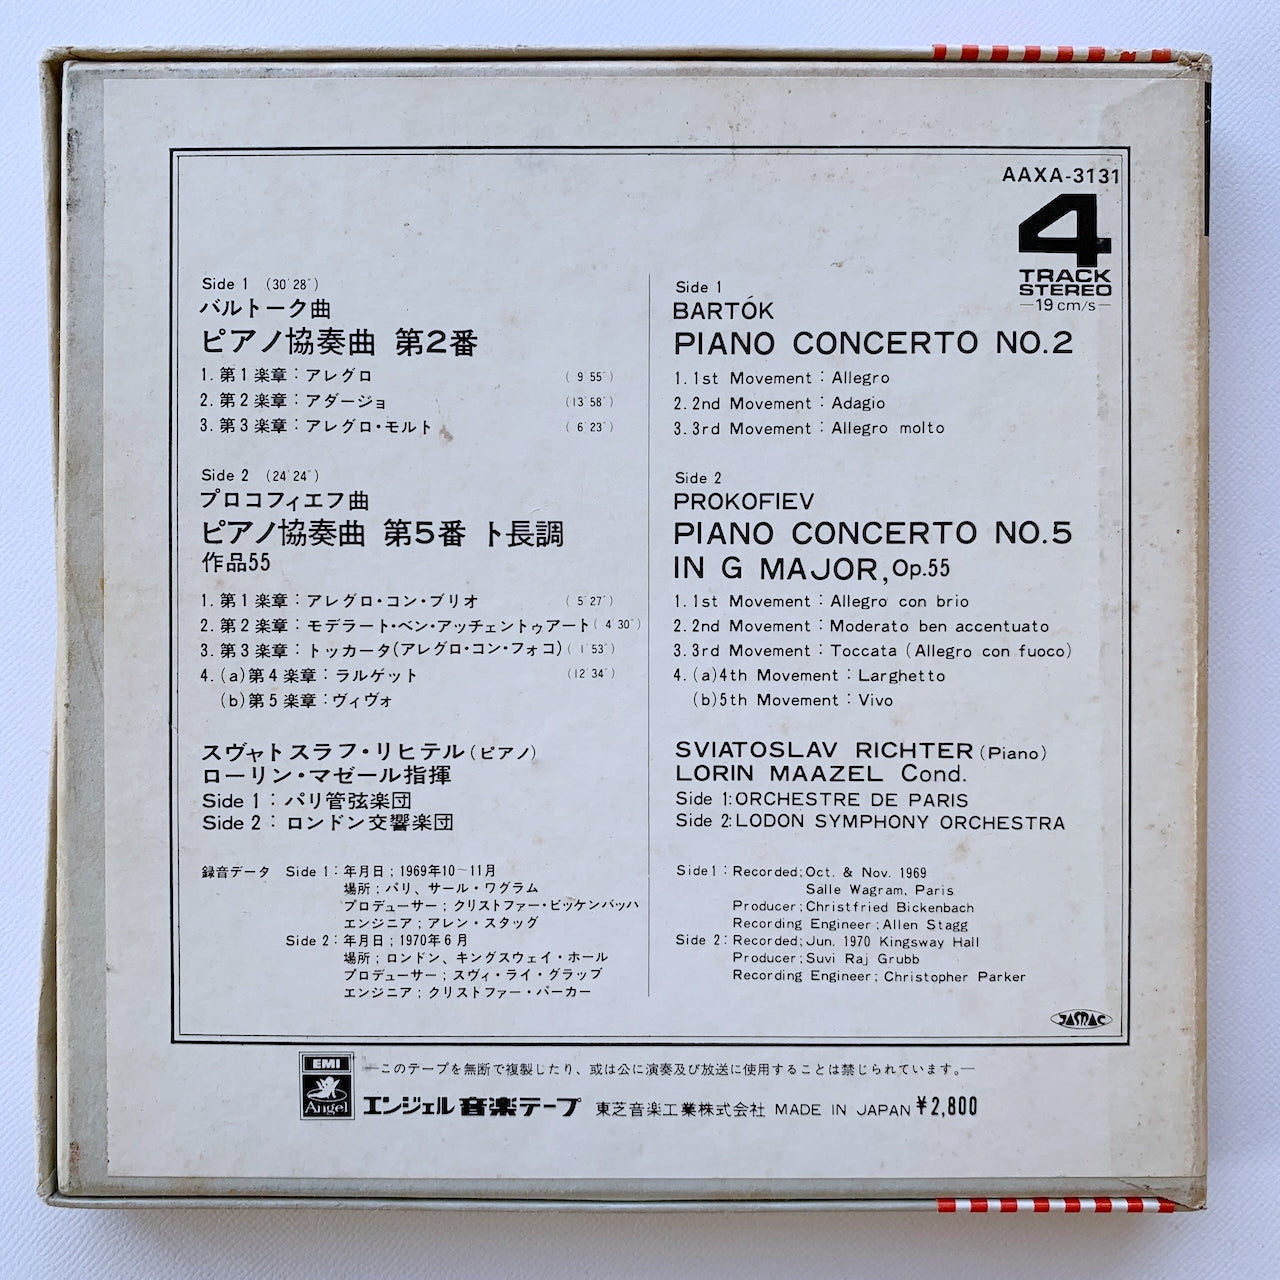 AAXA-3131
4
TRACK
STEREO
—19 cm/s—
Side 1 (30′28″)
バルトーク曲
ピアノ協奏曲 第2番
1. 第1楽章：アレグロ (9′55″)
2. 第2楽章：アダージョ (13′58″)
3. 第3楽章：アレグロ・モルト (6′23″)
Side 2 (24′24″)
プロコフィエフ曲
ピアノ協奏曲 第5番 ト長調
作品55
1. 第1楽章：アレグロ・コン・ブリオ (5′27″)
2. 第2楽章：モデラート・ベン・アッチェントゥアート (4′30″)
3. 第3楽章：トッカータ(アレグロ・コン・フォコ) (1′53″)
4. (a)第4楽章：ラルゲット (12′34″)
(b)第5楽章：ヴィヴォ
スヴャトスラフ・リヒテル(ピアノ)
ローリン・マゼール指揮
Side 1：パリ管弦楽団
Side 2：ロンドン交響楽団
録音データ Side 1：年月日；1969年10〜11月
場所；パリ、サール・ワグラム
プロデューサー；クリストファー・ビッケンバッハ
エンジニア；アレン・スタッグ
Side 2：年月日；1970年6月
場所；ロンドン、キングスウェイ・ホール
プロデューサー；スヴィ・ライ・グラップ
エンジニア；クリストファー・パーカー
Side 1
BARTÓK
PIANO CONCERTO NO.2
1. 1st Movement：Allegro
2. 2nd Movement：Adagio
3. 3rd Movement：Allegro molto
Side 2
PROKOFIEV
PIANO CONCERTO NO.5
IN G MAJOR, Op.55
1. 1st Movement：Allegro con brio
2. 2nd Movement：Moderato ben accentuato
3. 3rd Movement：Toccata (Allegro con fuoco)
4. (a)4th Movement：Larghetto
(b)5th Movement：Vivo
SVIATOSLAV RICHTER (Piano)
LORIN MAAZEL Cond.
Side 1:ORCHESTRE DE PARIS
Side 2:LODON SYMPHONY ORCHESTRA
Side1：Recorded;Oct. & Nov. 1969
Salle Wagram, Paris
Producer;Christfried Bickenbach
Recording Engineer；Allen Stagg
Side 2：Recorded;Jun. 1970 Kingsway Hall
Producer;Suvi Raj Grubb
Recording Engineer；Christopher Parker
JASRAC
EMI
Angel
—このテープを無断で複製したり、或は公に演奏及び放送に使用することは禁じられています。—
エンジェル音楽テープ 東芝音楽工業株式会社 MADE IN JAPAN ¥2,800